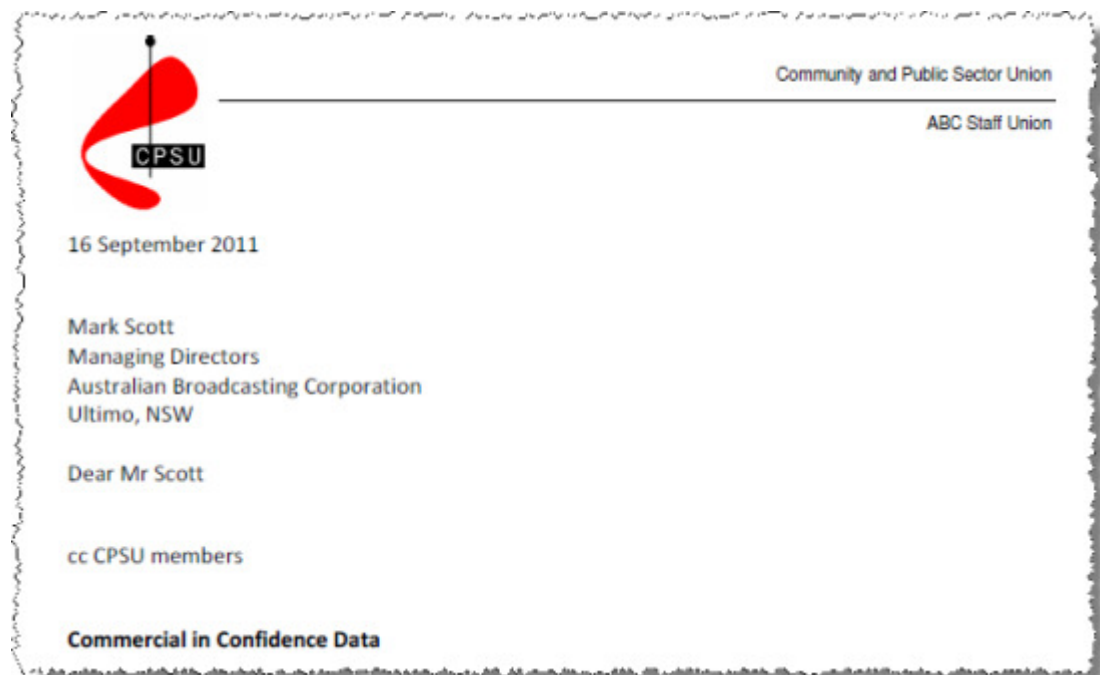 Community and Public Sector Union
ABC Staff Union
CPSU
16 September 2011
Mark Scott
Managing Directors
Australian Broadcasting Corporation
Ultimo, NSW
Dear Mr Scott
cc CPSU members
Commercial in Confidence Data